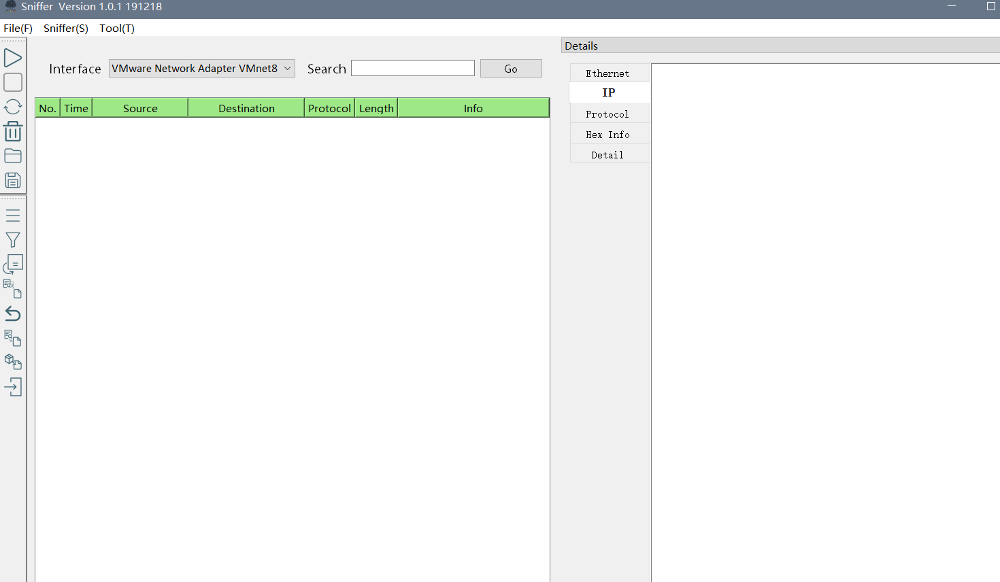 Sniffer Version 1.0.1 191218
File(F) Sniffer(S) Tool(T)
Details
Interface VMware Network Adapter VMnet8 Search Go
No. Time Source Destination Protocol Length Info
Ethernet
IP
Protocol
Hex Info
Detail